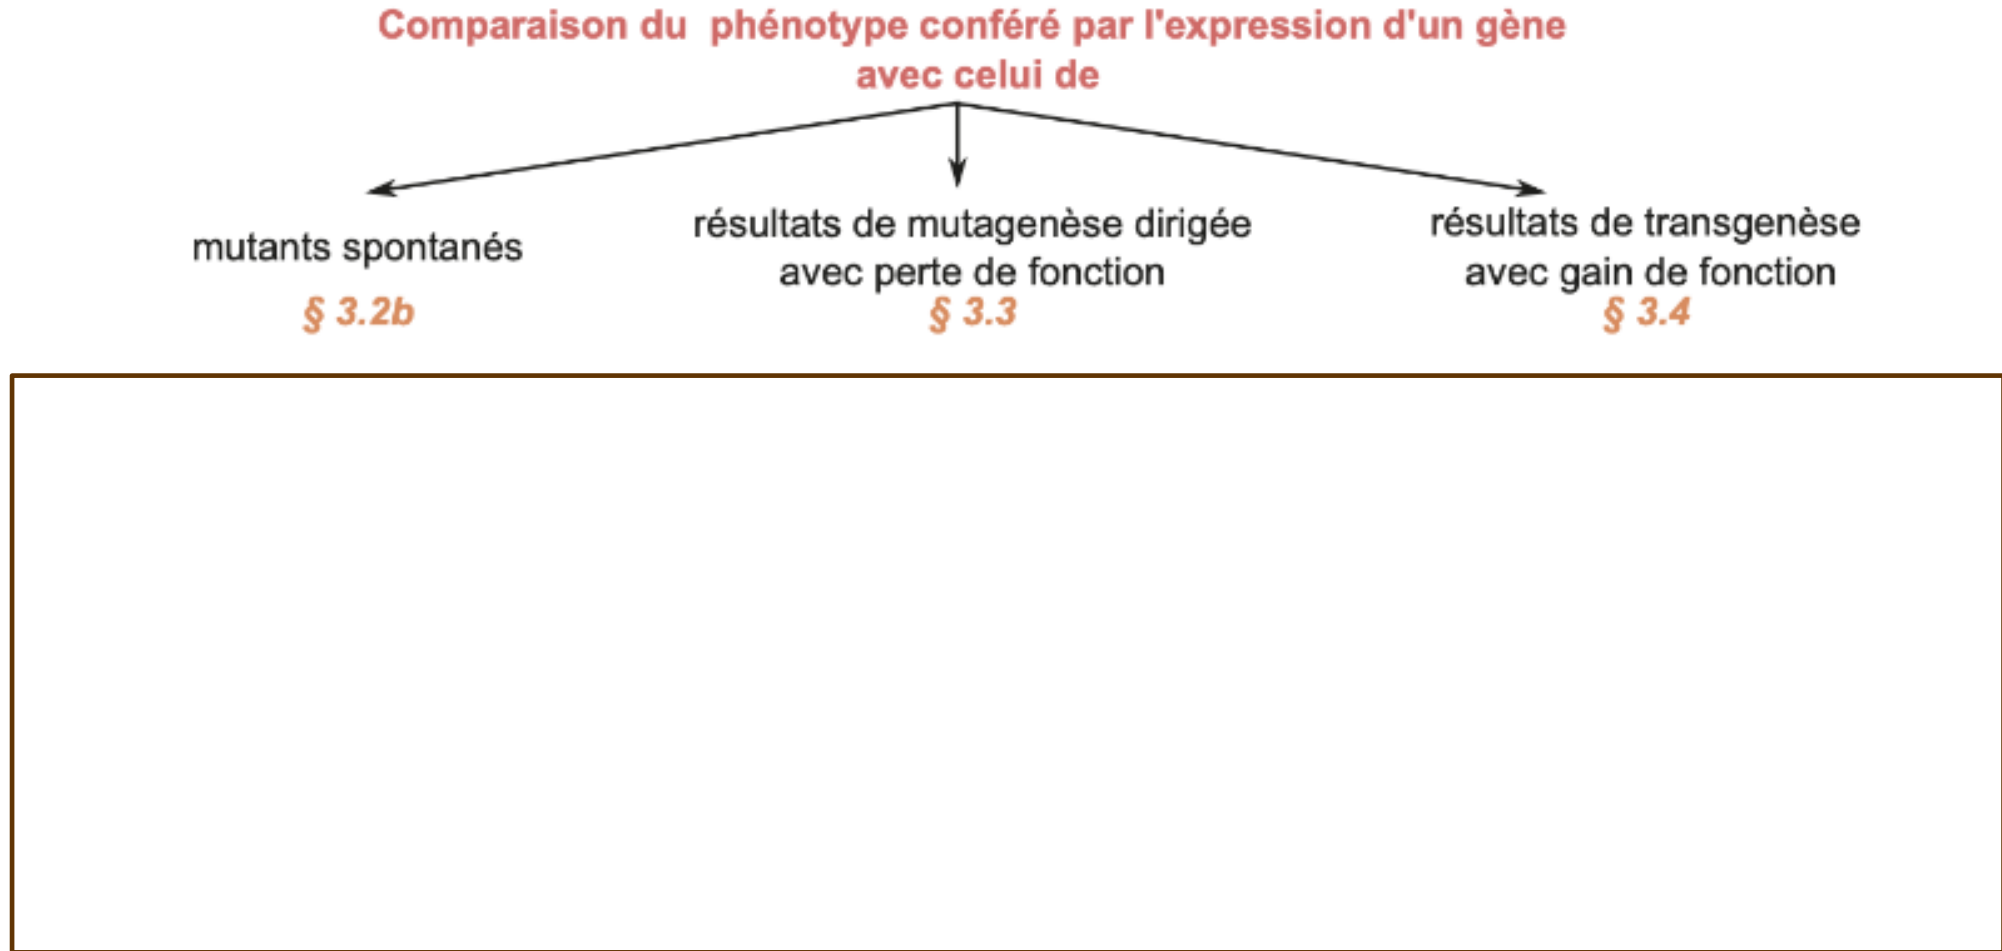 Comparaison du phénotype conféré par l'expression d'un gène
avec celui de
mutants spontanés
§ 3.2b
résultats de mutagenèse dirigée
avec perte de fonction
§ 3.3
résultats de transgenèse
avec gain de fonction
§ 3.4